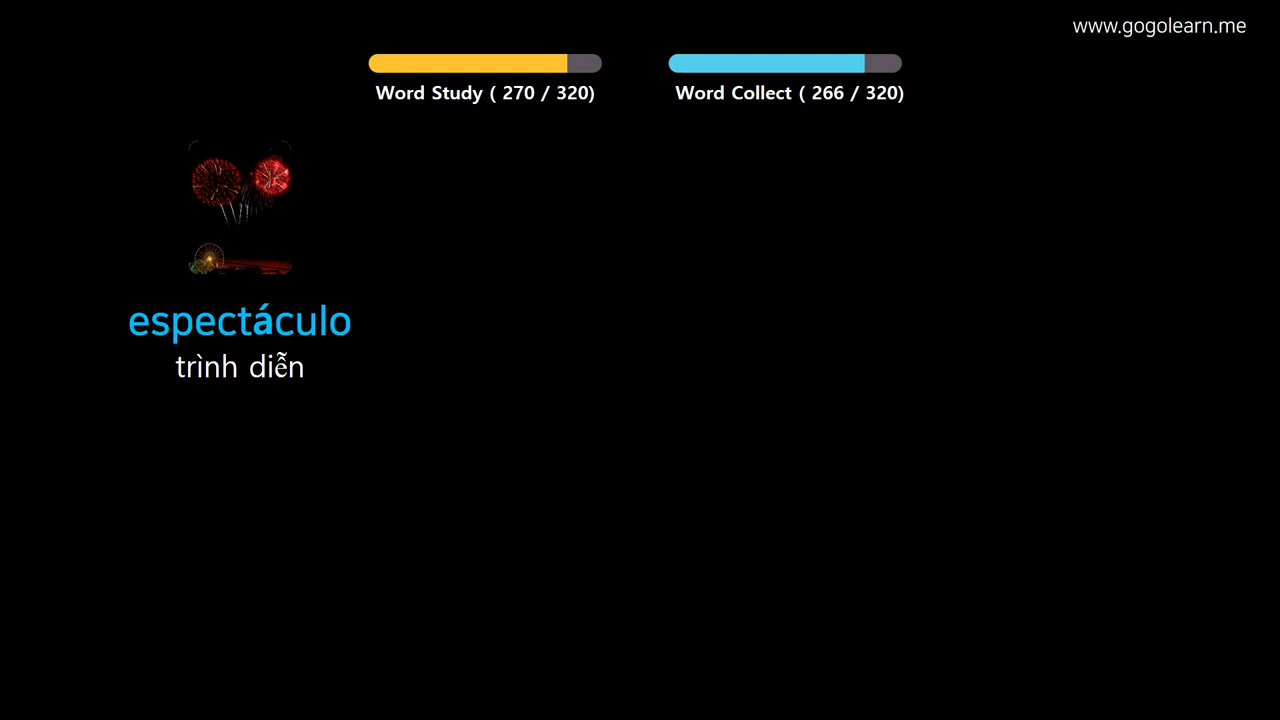 www.gogolearn.me
Word Study ( 270 / 320)
Word Collect ( 266 / 320)
espectáculo
trình diễn